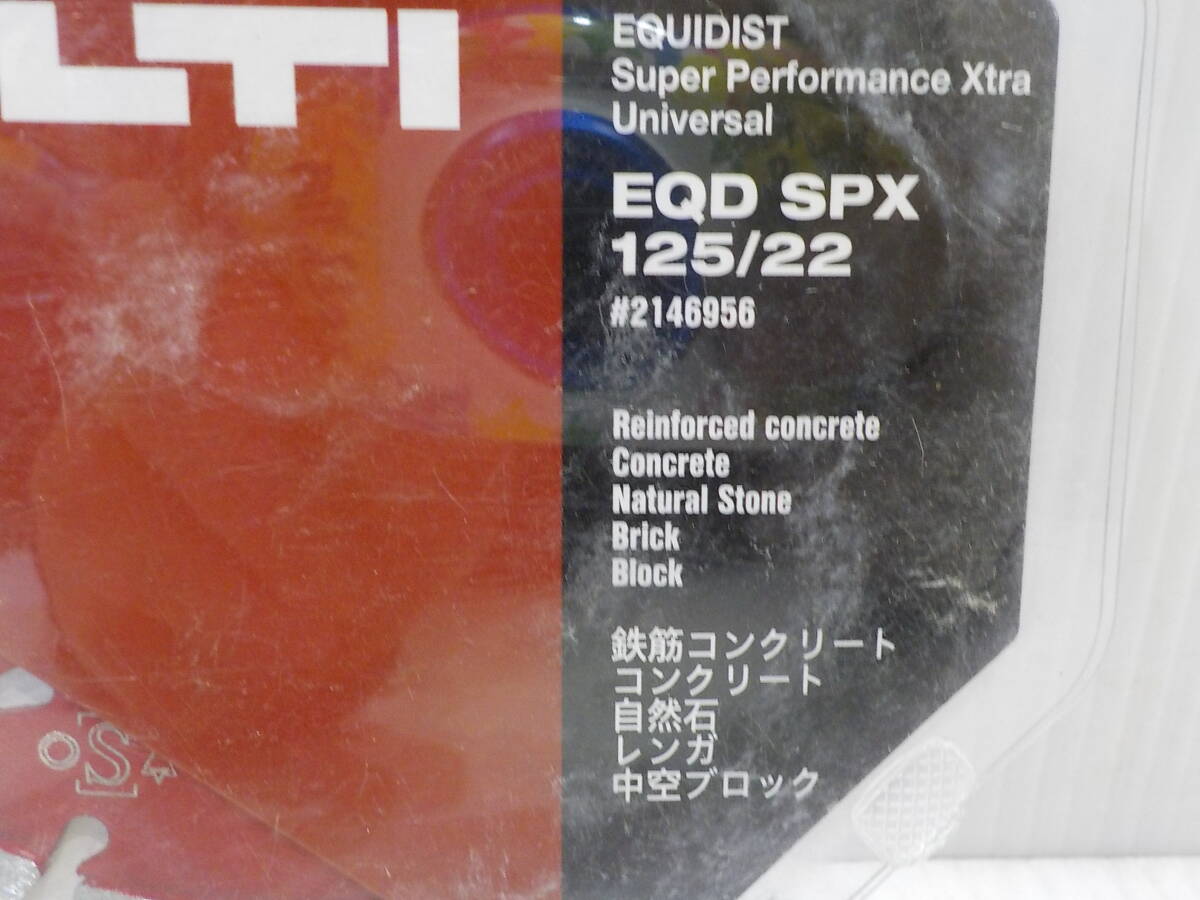 LTI
EQUIDIST
Super Performance Xtra
Universal
EQD SPX
125/22
#2146956
Reinforced concrete
Concrete
Natural Stone
Brick
Block
鉄筋コンクリート
コンクリート
自然石
レンガ
中空ブロック